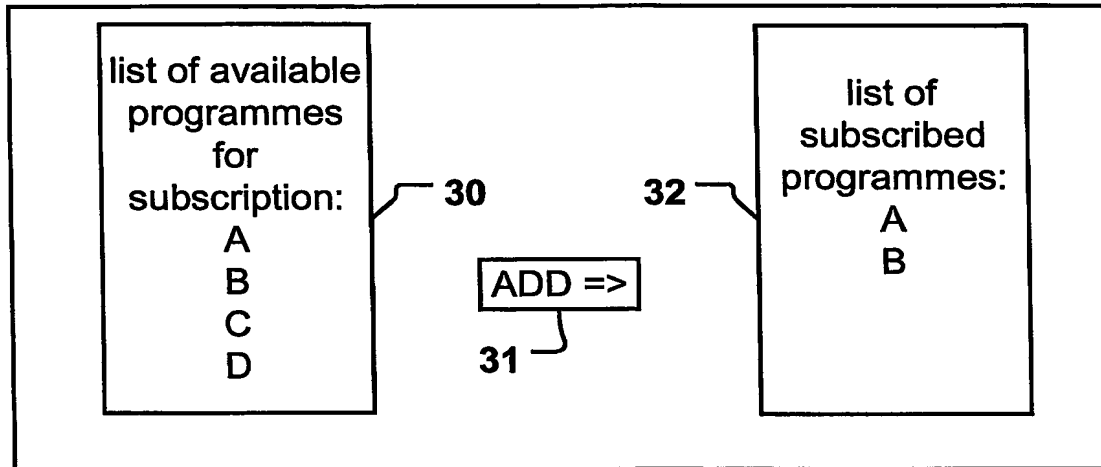 list of available
programmes
for
subscription:
A
B
C
D
30
ADD =>
31
32
list of
subscribed
programmes:
A
B